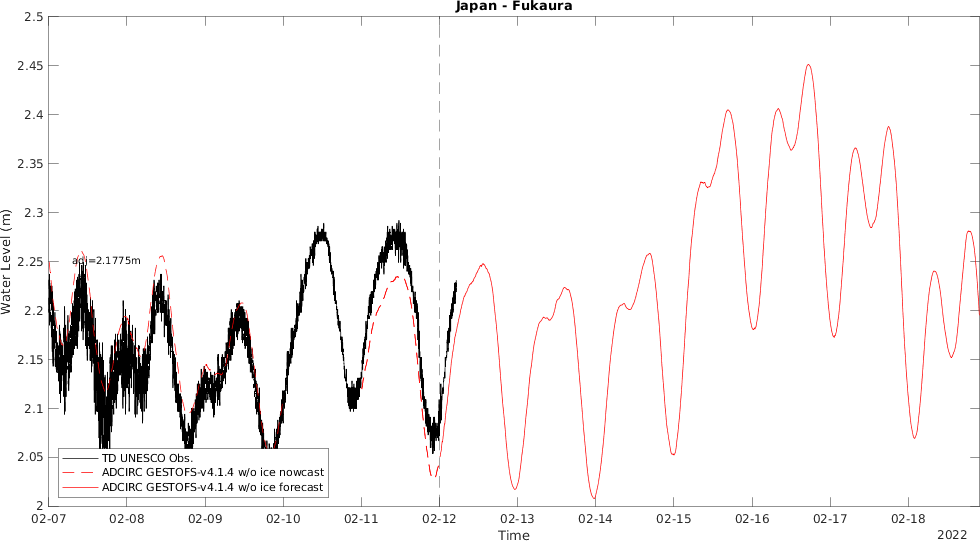 Japan - Fukaura
2.5
2.45
2.4
2.35
2.3
2.25
2.2
2.15
2.1
2.05
2
Water Level (m)
adj=2.1775m
TD UNESCO Obs.
ADCIRC GESTOFS-v4.1.4 w/o ice nowcast
ADCIRC GESTOFS-v4.1.4 w/o ice forecast
02-07 02-08 02-09 02-10 02-11 02-12 02-13 02-14 02-15 02-16 02-17 02-18
Time
2022